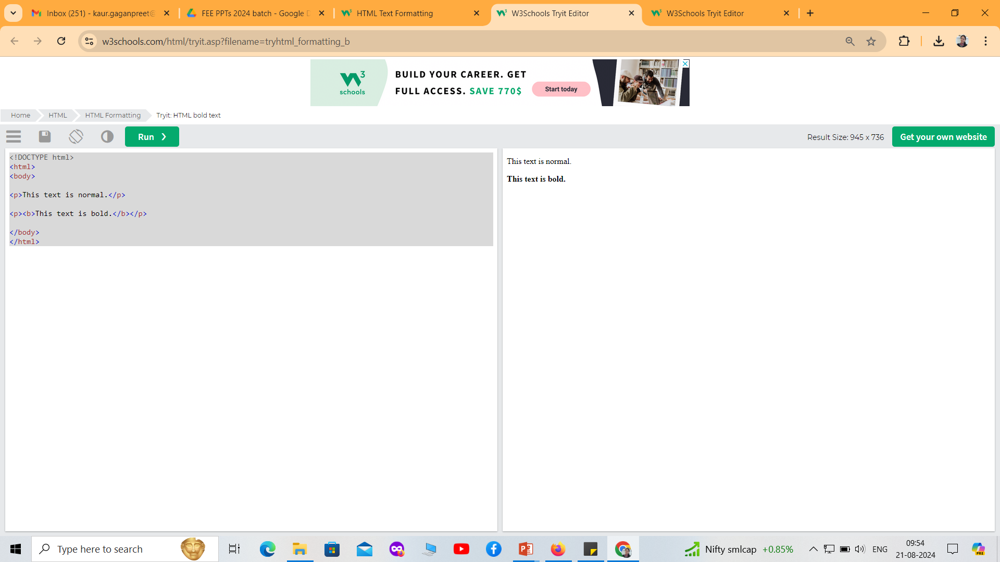 Inbox (251) - kaur.gaganpreet@
FEE PPTs 2024 batch - Google D
HTML Text Formatting
W3Schools Tryit Editor
W3Schools Tryit Editor
w3schools.com/html/tryit.asp?filename=tryhtml_formatting_b
3
schools
BUILD YOUR CAREER. GET
FULL ACCESS. SAVE 770$
Start today
Home
HTML
HTML Formatting
Tryit: HTML bold text
Run ❯
Result Size: 945 x 736
Get your own website
<!DOCTYPE html>
<html>
<body>
<p>This text is normal.</p>
<p><b>This text is bold.</b></p>
</body>
</html>
This text is normal.
This text is bold.
Type here to search
Nifty smlcap +0.85%
ENG
09:54
21-08-2024
PRE